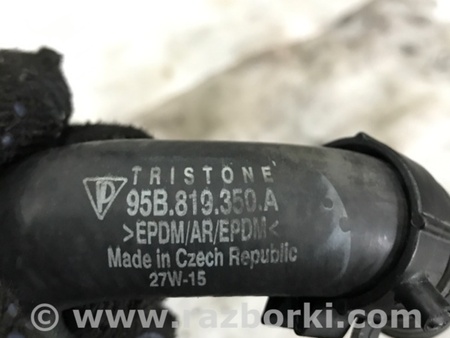 TRISTONE
95B.819.350.A
>EPDM/AR/EPDM<
Made in Czech Republic
27W-15
© www.razborki.com